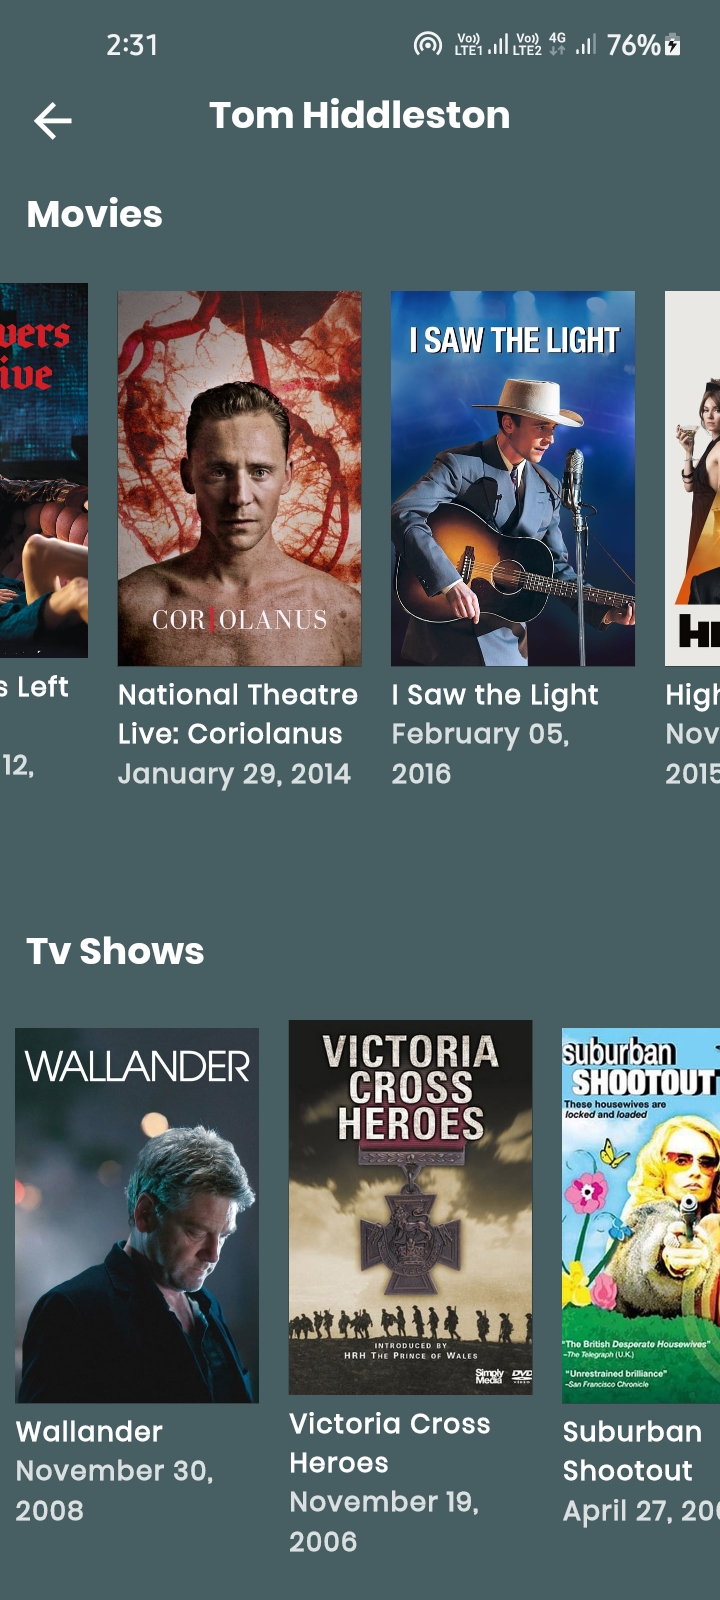 2:31 Vo)) LTE1 Vo)) LTE2 4G 76%
Tom Hiddleston
Movies
vers
ive
s Left
12,
CORIOLANUS
National Theatre
Live: Coriolanus
January 29, 2014
I SAW THE LIGHT
I Saw the Light
February 05,
2016
High
Nov
2015
Tv Shows
WALLANDER
Wallander
November 30,
2008
VICTORIA
CROSS
HEROES
INTRODUCED BY
HRH THE PRINCE OF WALES
Simply
Media
DVD
VIDEO
Victoria Cross
Heroes
November 19,
2006
suburban
SHOOTOUT
These housewives are
locked and loaded
"The British Desperate Housewives"
–The Telegraph (U.K.)
"Unrestrained brilliance"
–San Francisco Chronicle
Suburban
Shootout
April 27, 200